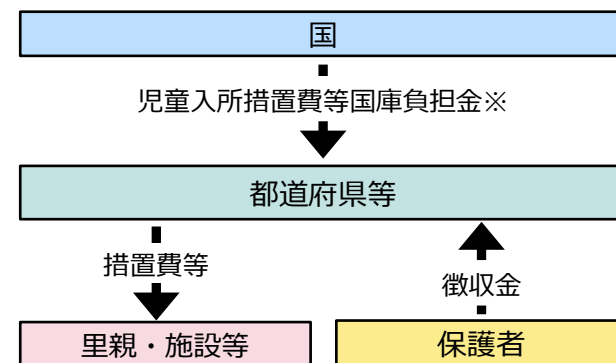 国
児童入所措置費等国庫負担金※
都道府県等
措置費等
徴収金
里親・施設等
保護者